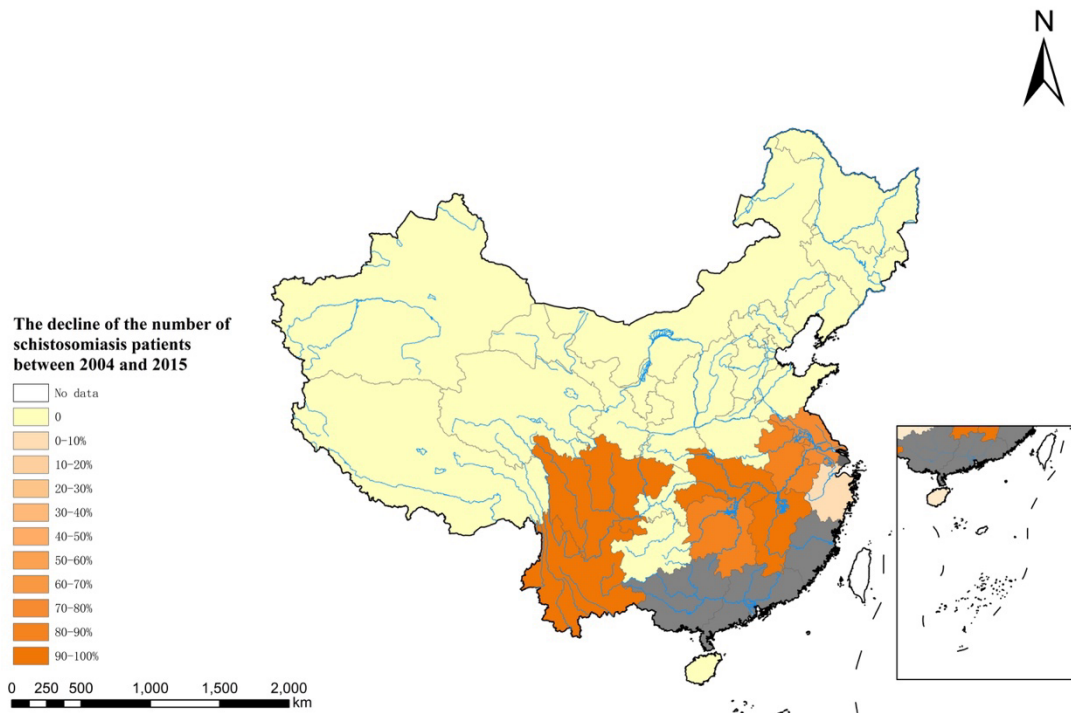 N
The decline of the number of
schistosomiasis patients
between 2004 and 2015
No data
0
0-10%
10-20%
20-30%
30-40%
40-50%
50-60%
60-70%
70-80%
80-90%
90-100%
0 250 500 1,000 1,500 2,000
km